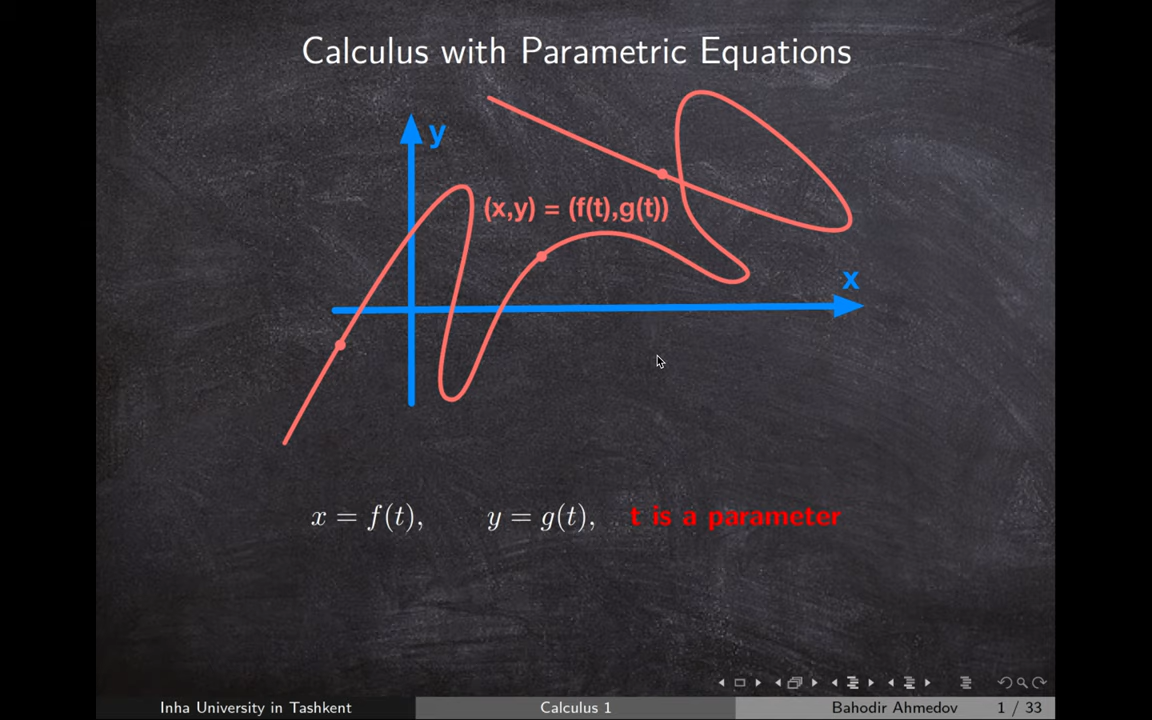 Calculus with Parametric Equations
y
(x,y) = (f(t),g(t))
x
x = f(t), y = g(t), t is a parameter
Inha University in Tashkent Calculus 1 Bahodir Ahmedov 1 / 33